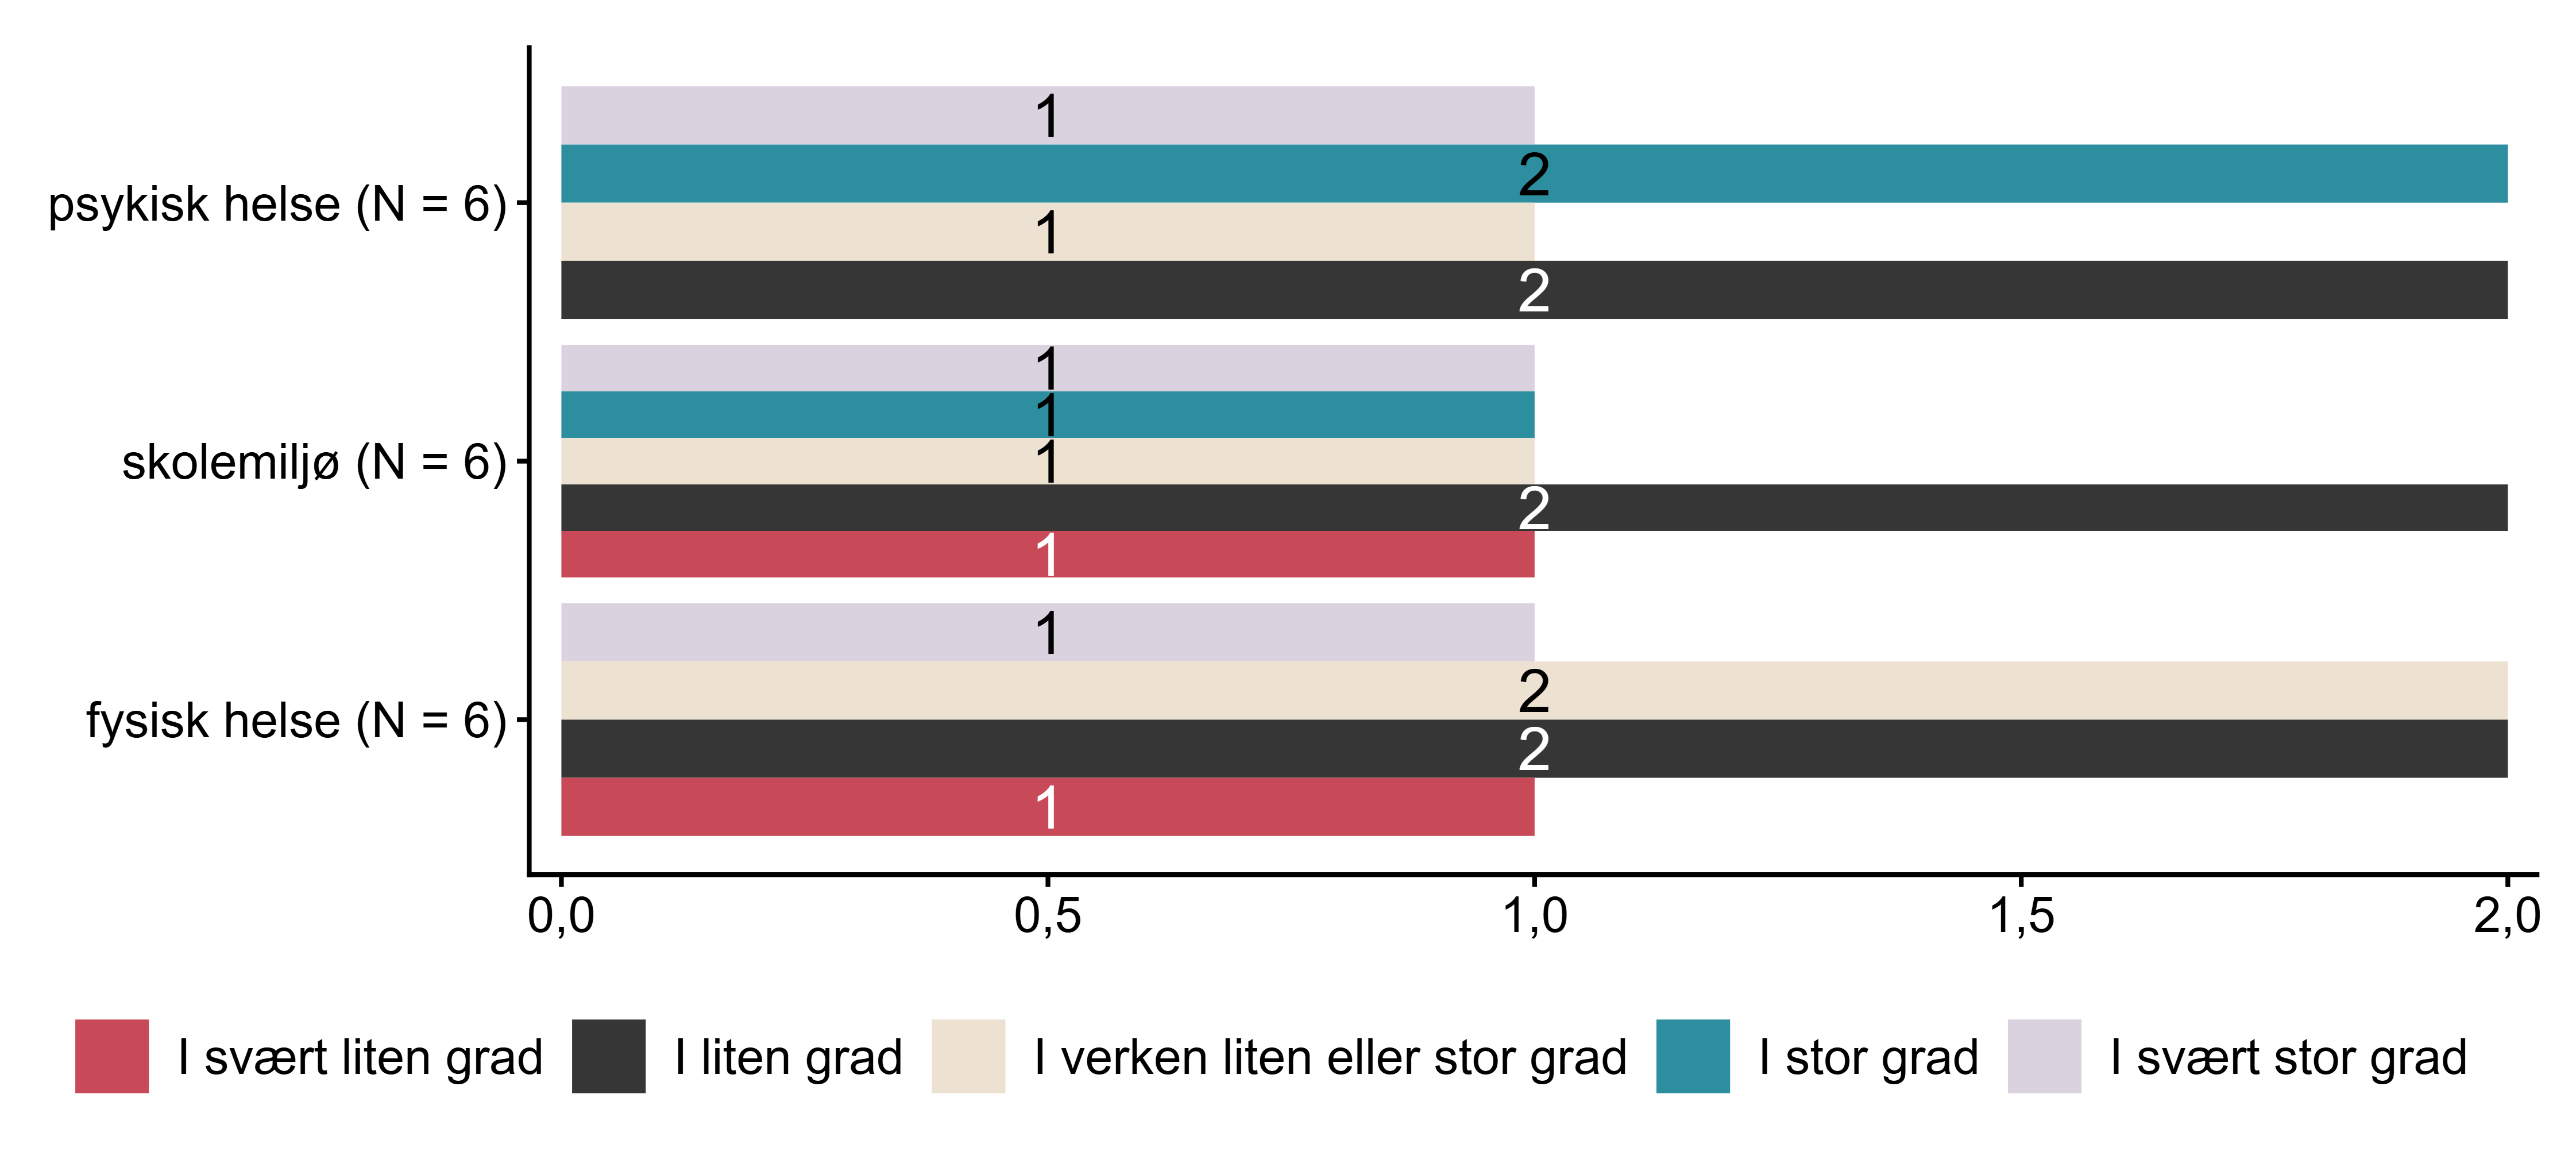 1
2
psykisk helse (N = 6)
1
2
1
1
skolemiljø (N = 6)
1
2
1
1
2
fysisk helse (N = 6)
2
1
0,0 0,5 1,0 1,5 2,0
I svært liten grad I liten grad I verken liten eller stor grad I stor grad I svært stor grad